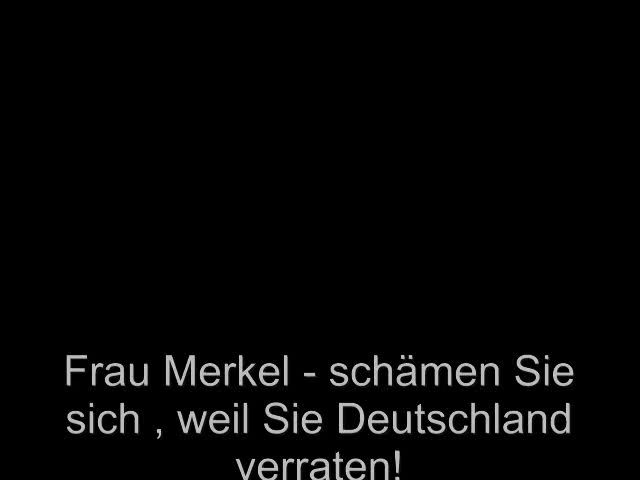 Frau Merkel - schämen Sie
sich , weil Sie Deutschland
verraten!